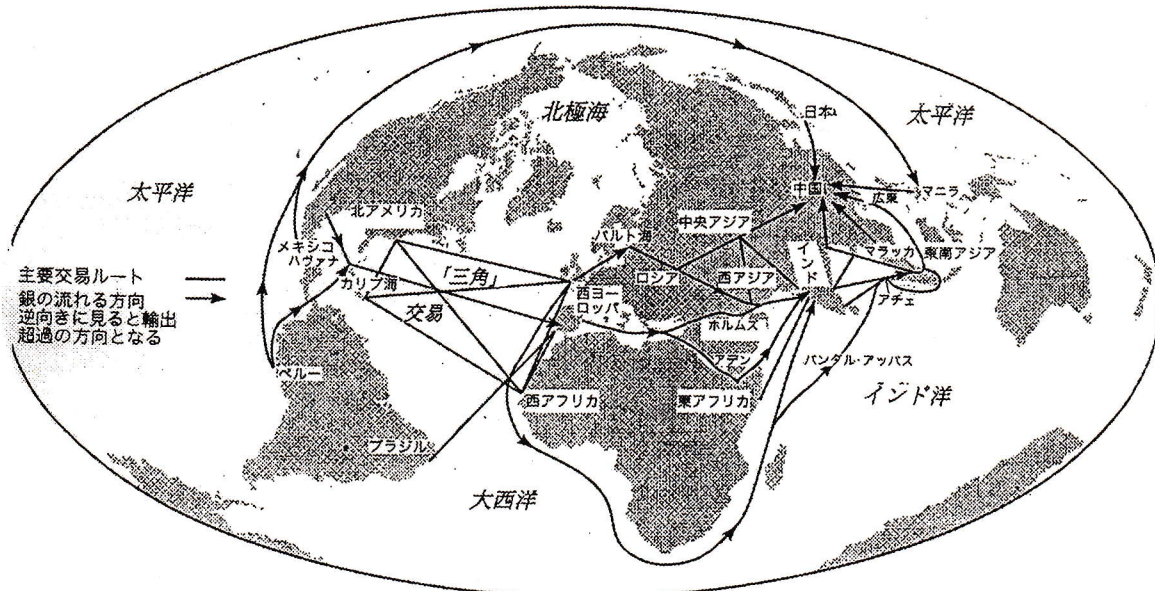 北極海
太平洋
太平洋
日本
中国
マニラ
広東
北アメリカ
中央アジア
バルト海
インド
マラッカ
東南アジア
メキシコ
ハヴァナ
カリブ海
「三角」
交易
ロシア
西アジア
西ヨー
ロッパ
アチェ
ホルムズ
主要交易ルート
銀の流れる方向
逆向きに見ると輸出
超過の方向となる
アデン
バンダル・アッバス
ペルー
西アフリカ
東アフリカ
インド洋
ブラジル
大西洋